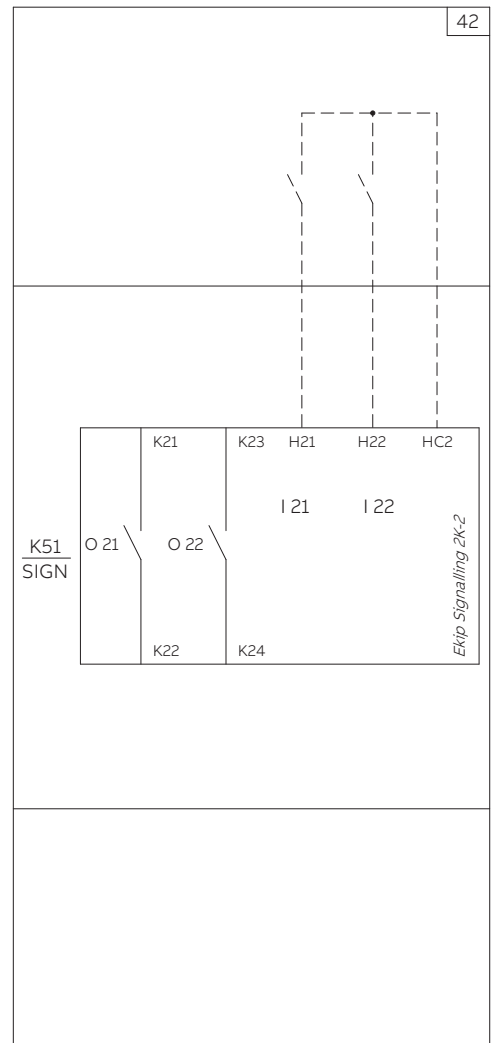 42
K21 K23 H21 H22 HC2
I 21 I 22
K51 O 21 O 22
SIGN
Ekip Signalling 2K-2
K22 K24